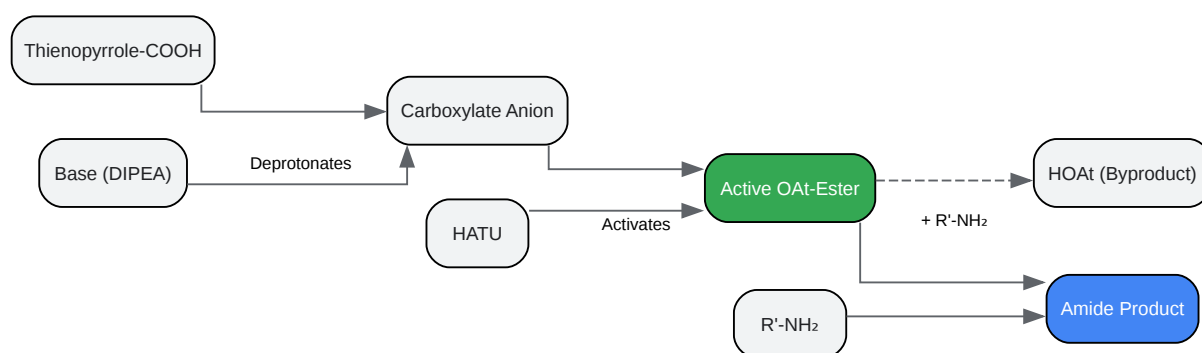 Thienopyrrole-COOH
Carboxylate Anion
Base (DIPEA)
Deprotonates
HATU
Activates
Active OAt-Ester
HOAt (Byproduct)
+ R'-NH₂
R'-NH₂
Amide Product